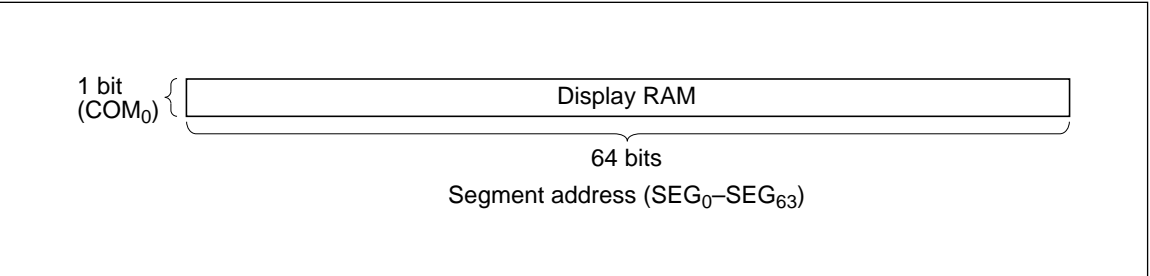 1 bit
(COM₀)
Display RAM
64 bits
Segment address (SEG₀–SEG₆₃)